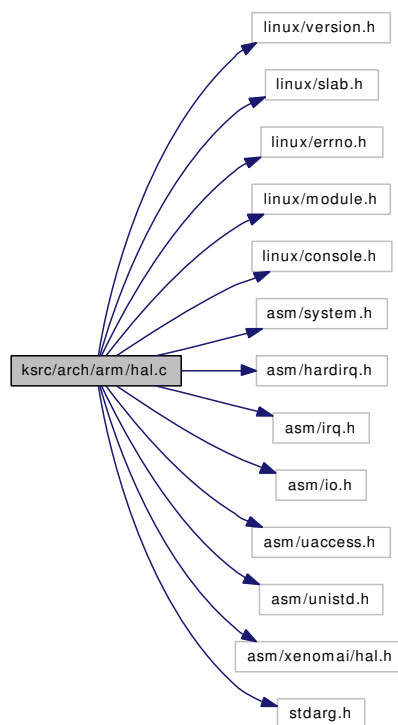 linux/version.h
linux/slab.h
linux/errno.h
linux/module.h
linux/console.h
asm/system.h
ksrc/arch/arm/hal.c
asm/hardirq.h
asm/irq.h
asm/io.h
asm/uaccess.h
asm/unistd.h
asm/xenomai/hal.h
stdarg.h